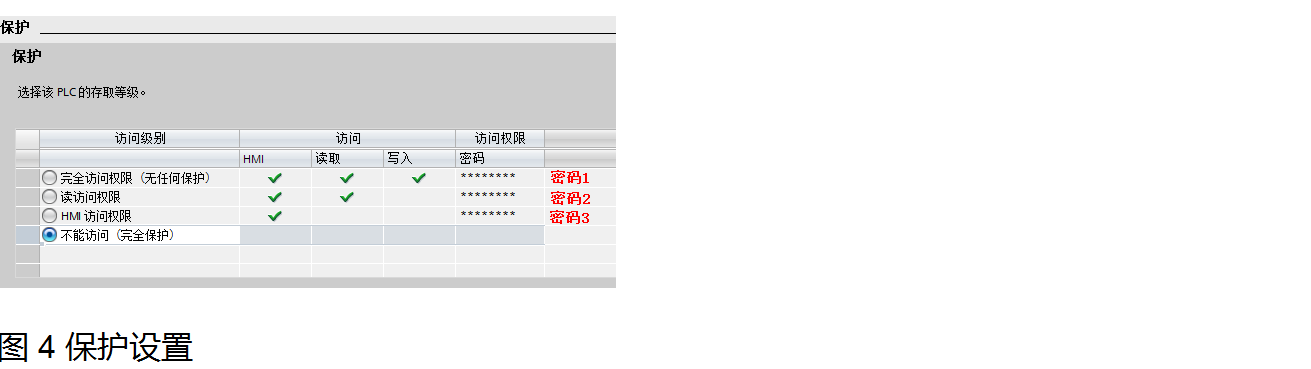 保护
保护
选择该 PLC 的存取等级。
访问级别 访问 访问权限
HMI 读取 写入 密码
完全访问权限（无任何保护） ******** 密码1
读访问权限 ******** 密码2
HMI 访问权限 ******** 密码3
不能访问（完全保护）
图 4 保护设置